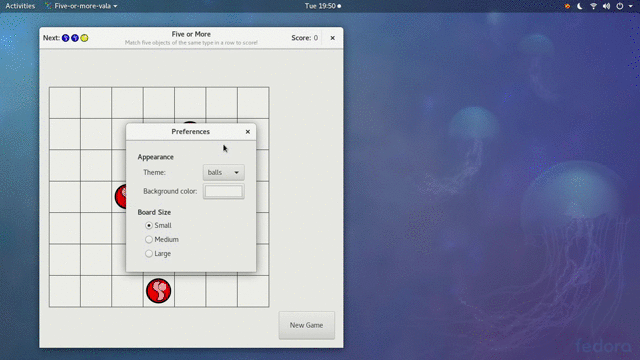 Activities Five-or-more-vala Tue 19:50
Next: Five or More Score: 0
Match five objects of the same type in a row to score!
Preferences
Appearance
Theme: balls
Background color:
Board Size
Small
Medium
Large
New Game
fedora